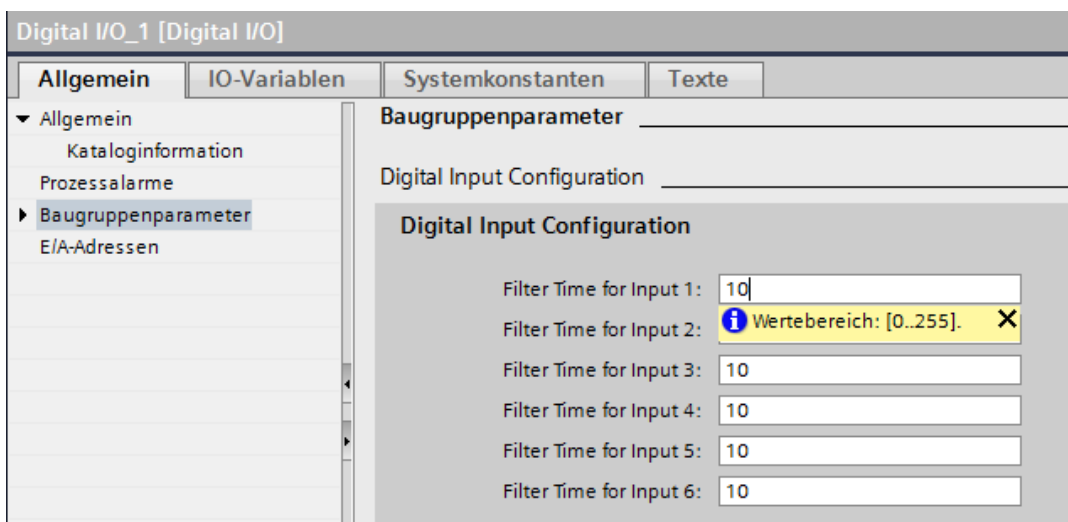 Digital I/O_1 [Digital I/O]
Allgemein IO-Variablen Systemkonstanten Texte
Allgemein
Kataloginformation
Prozessalarme
Baugruppenparameter
E/A-Adressen
Baugruppenparameter
Digital Input Configuration
Digital Input Configuration
Filter Time for Input 1: 10
Wertebereich: [0..255].
Filter Time for Input 2:
Filter Time for Input 3: 10
Filter Time for Input 4: 10
Filter Time for Input 5: 10
Filter Time for Input 6: 10